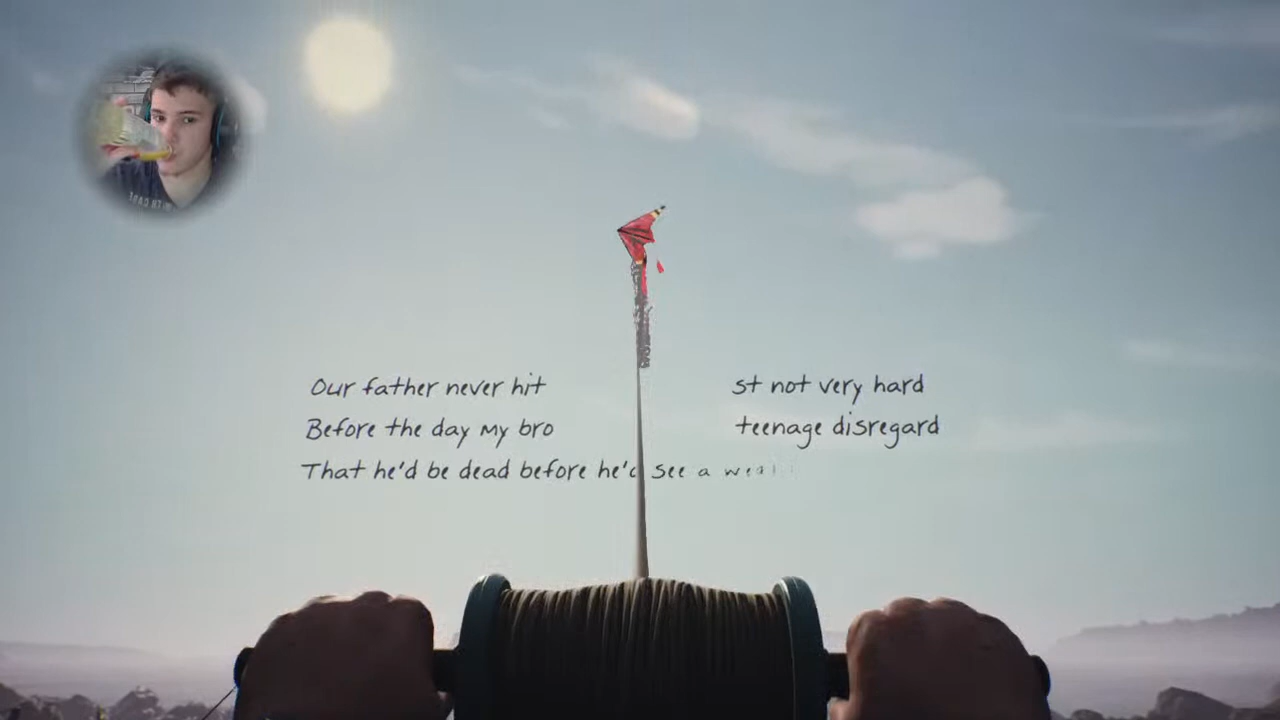 Our father never hit st not very hard
Before the day my bro teenage disregard
That he'd be dead before he'd see a